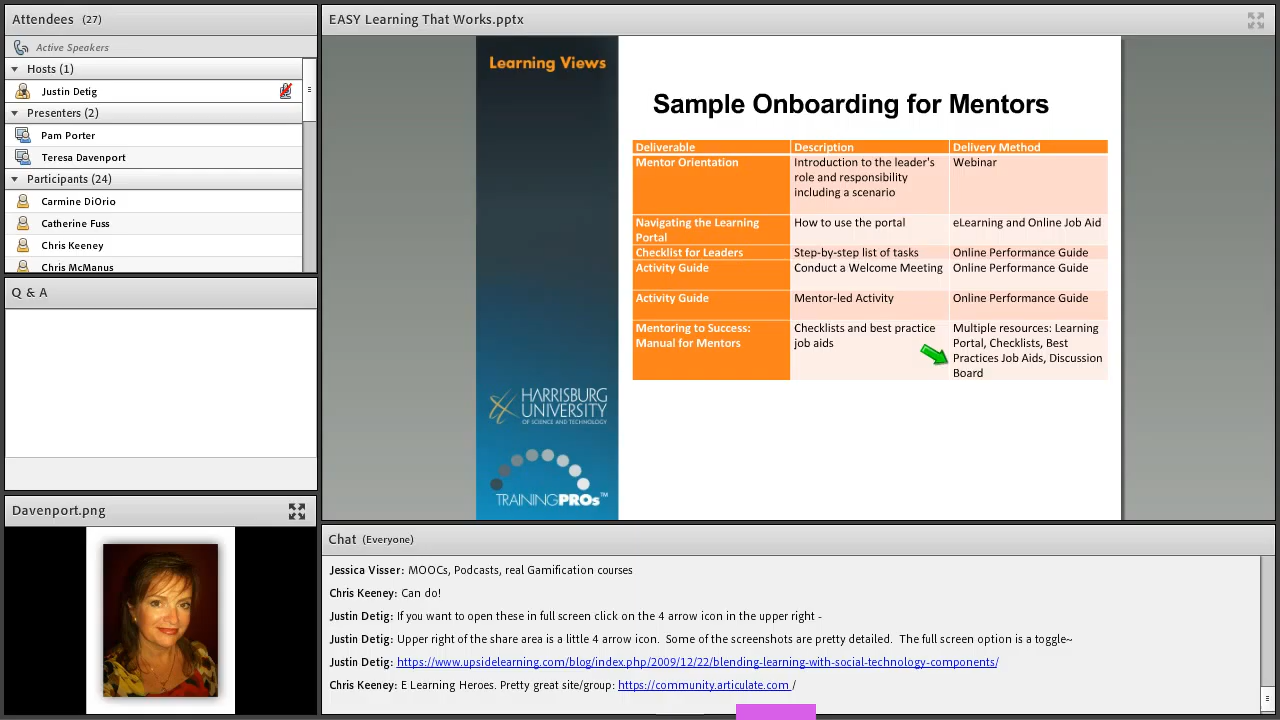 Attendees (27)
Active Speakers
Hosts (1)
Justin Detig
Presenters (2)
Pam Porter
Teresa Davenport
Participants (24)
Carmine DiOrio
Catherine Fuss
Chris Keeney
Chris McManus
Q & A
Davenport.png
EASY Learning That Works.pptx
Learning Views
HARRISBURG
UNIVERSITY
OF SCIENCE AND TECHNOLOGY
TRAININGPROs™
Sample Onboarding for Mentors
Deliverable Description Delivery Method
Mentor Orientation Introduction to the leader's Webinar
role and responsibility
including a scenario
Navigating the Learning How to use the portal eLearning and Online Job Aid
Portal
Checklist for Leaders Step-by-step list of tasks Online Performance Guide
Activity Guide Conduct a Welcome Meeting Online Performance Guide
Activity Guide Mentor-led Activity Online Performance Guide
Mentoring to Success: Checklists and best practice Multiple resources: Learning
Manual for Mentors job aids Portal, Checklists, Best
Practices Job Aids, Discussion
Board
Chat (Everyone)
Jessica Visser: MOOCs, Podcasts, real Gamification courses
Chris Keeney: Can do!
Justin Detig: If you want to open these in full screen click on the 4 arrow icon in the upper right -
Justin Detig: Upper right of the share area is a little 4 arrow icon. Some of the screenshots are pretty detailed. The full screen option is a toggle~
Justin Detig: https://www.upsidelearning.com/blog/index.php/2009/12/22/blending-learning-with-social-technology-components/
Chris Keeney: E Learning Heroes. Pretty great site/group: https://community.articulate.com /